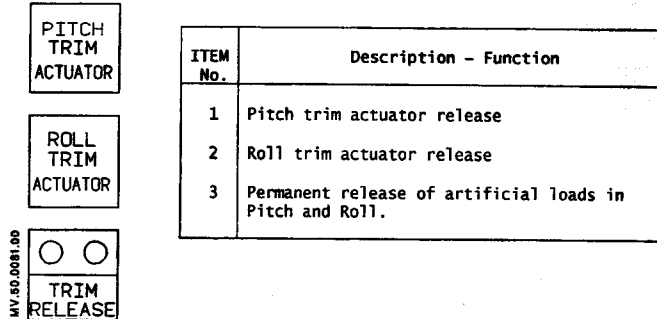 PITCH
TRIM
ACTUATOR
ROLL
TRIM
ACTUATOR
TRIM
RELEASE
MV.50.0081.00
ITEM No. Description – Function
1 Pitch trim actuator release
2 Roll trim actuator release
3 Permanent release of artificial loads in
Pitch and Roll.